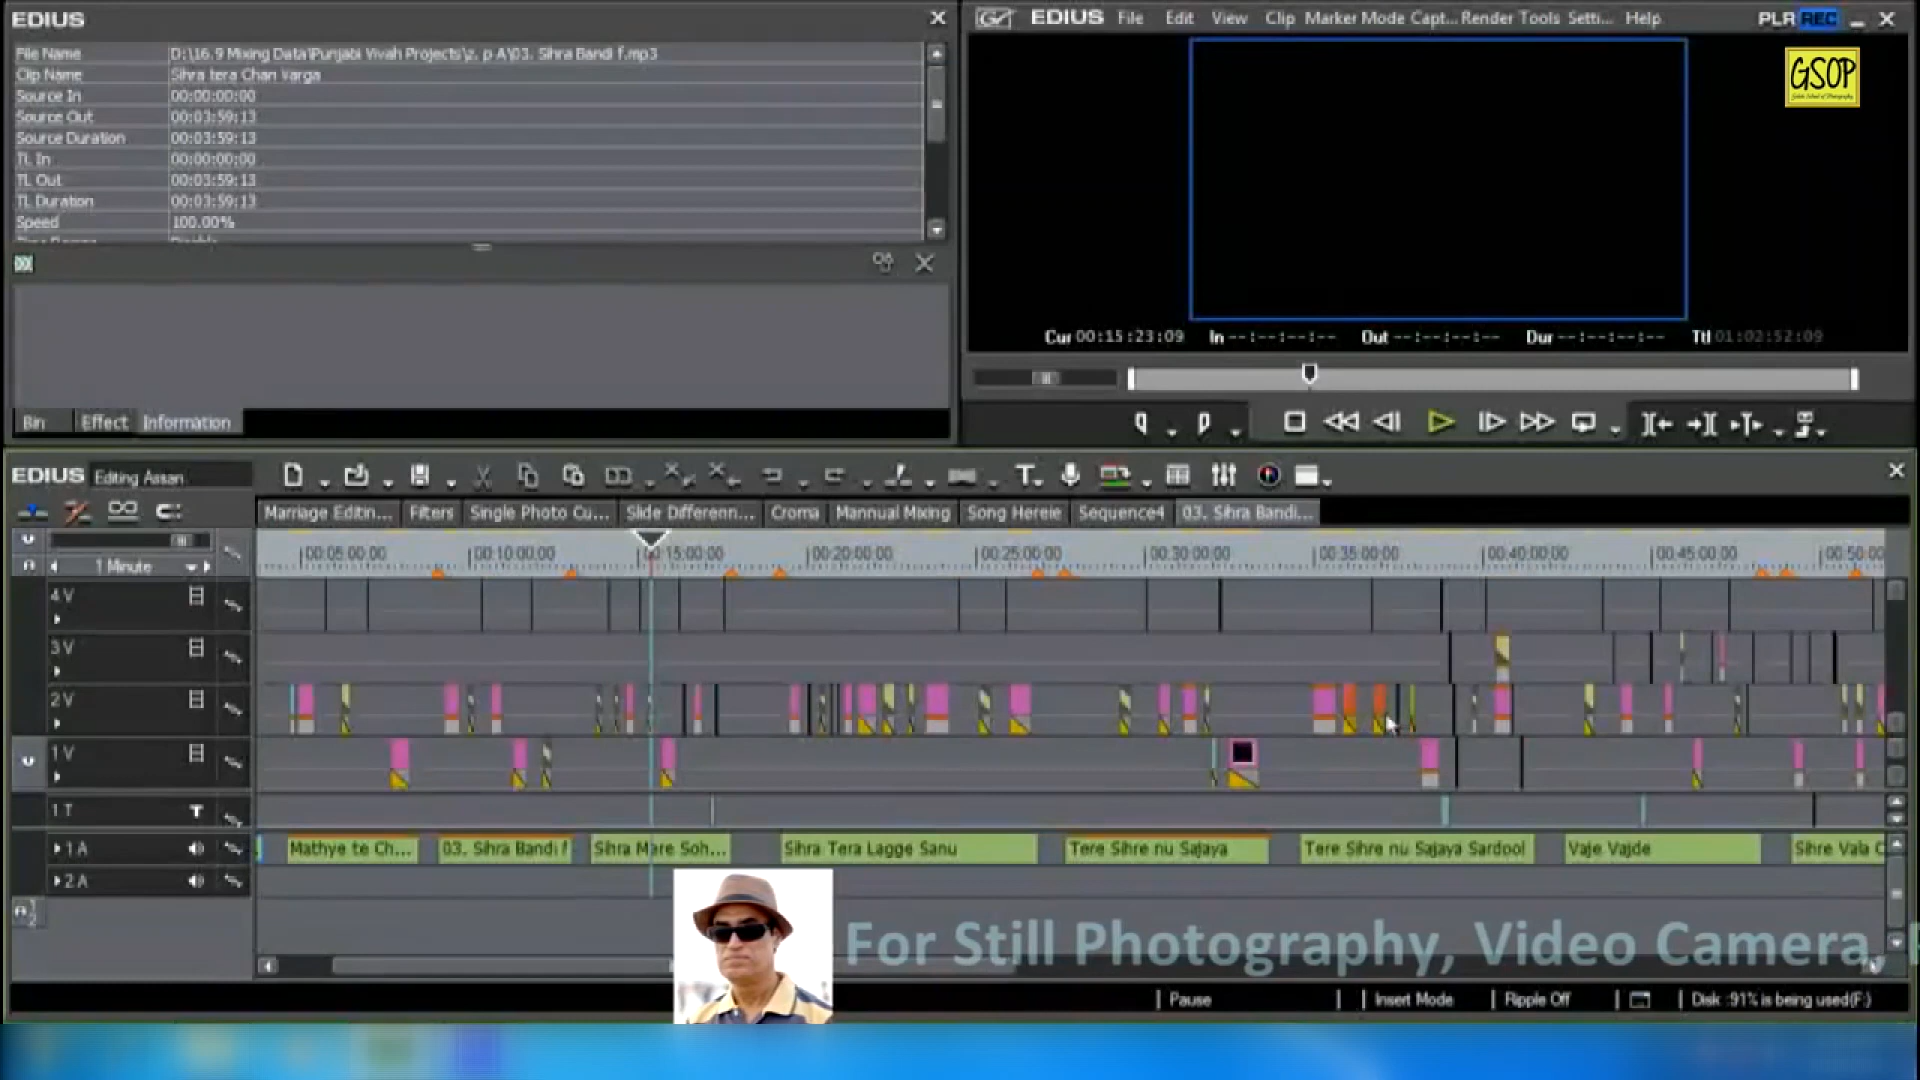 EDIUS
File Name D:\16.9 Mixing Data\Punjabi Vivah Projects\z. p A\03. Sihra Bandi f.mp3
Clip Name Sihra tera Chan Varga
Source In 00:00:00:00
Source Out 00:03:59:13
Source Duration 00:03:59:13
TL In 00:00:00:00
TL Out 00:03:59:13
TL Duration 00:03:59:13
Speed 100.00%
Bin Effect Information
EDIUS File Edit View Clip Marker Mode Capt... Render Tools Setti... Help PLR REC
GSOP
Cur 00:15:23:09 In --:--:--:-- Out --:--:--:-- Dur --:--:--:-- Ttl 01:02:52:09
EDIUS Editing Assan
Marriage Editin... Filters Single Photo Cu... Slide Differenn... Croma Mannual Mixing Song Hereie Sequence4 03. Sihra Bandi...
1 Minute 00:05:00:00 00:10:00:00 00:15:00:00 00:20:00:00 00:25:00:00 00:30:00:00 00:35:00:00 00:40:00:00 00:45:00:00 00:50:00
4 V
3 V
2 V
1 V
1 T T
1 A Mathye te Ch... 03. Sihra Bandi f Sihra Mere Soh... Sihra Tera Lagge Sanu Tere Sihre nu Sajaya Tere Sihre nu Sajaya Sardool Vaje Vajde Sihre Vala C
2 A
For Still Photography, Video Camera,
Pause Insert Mode Ripple Off Disk :91% is being used(F:)